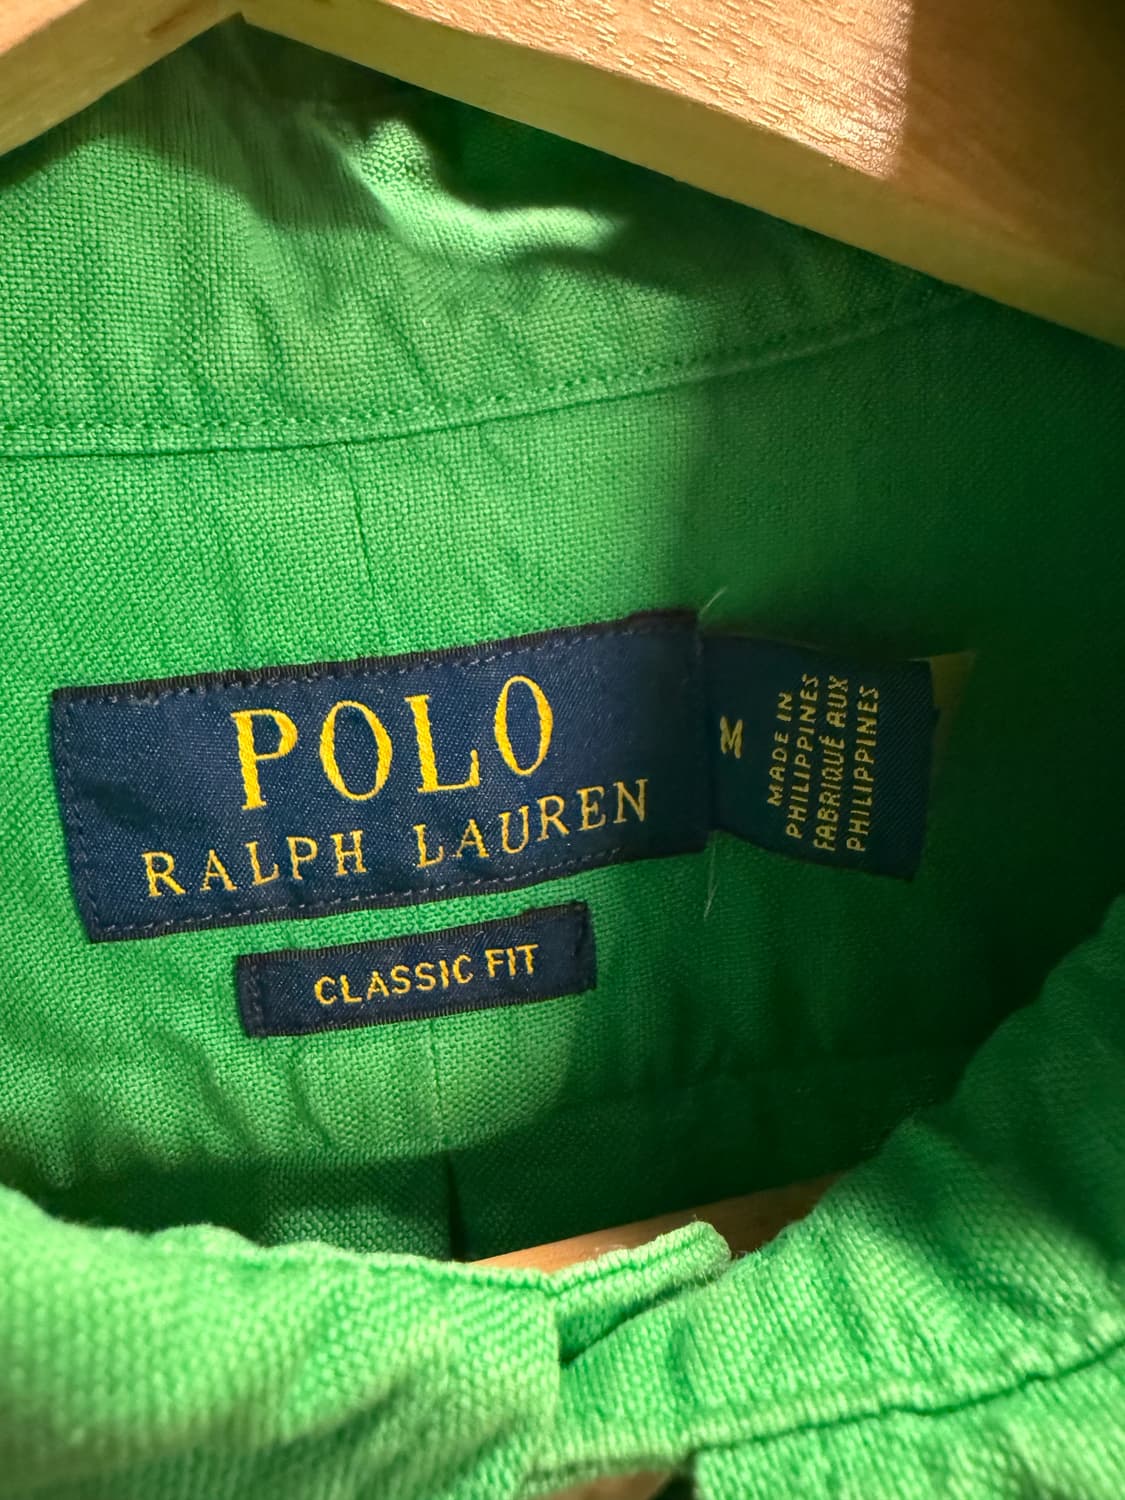 POLO
RALPH LAUREN
CLASSIC FIT
M
MADE IN
PHILIPPINES
FABRIQUÉ AUX
PHILIPPINES